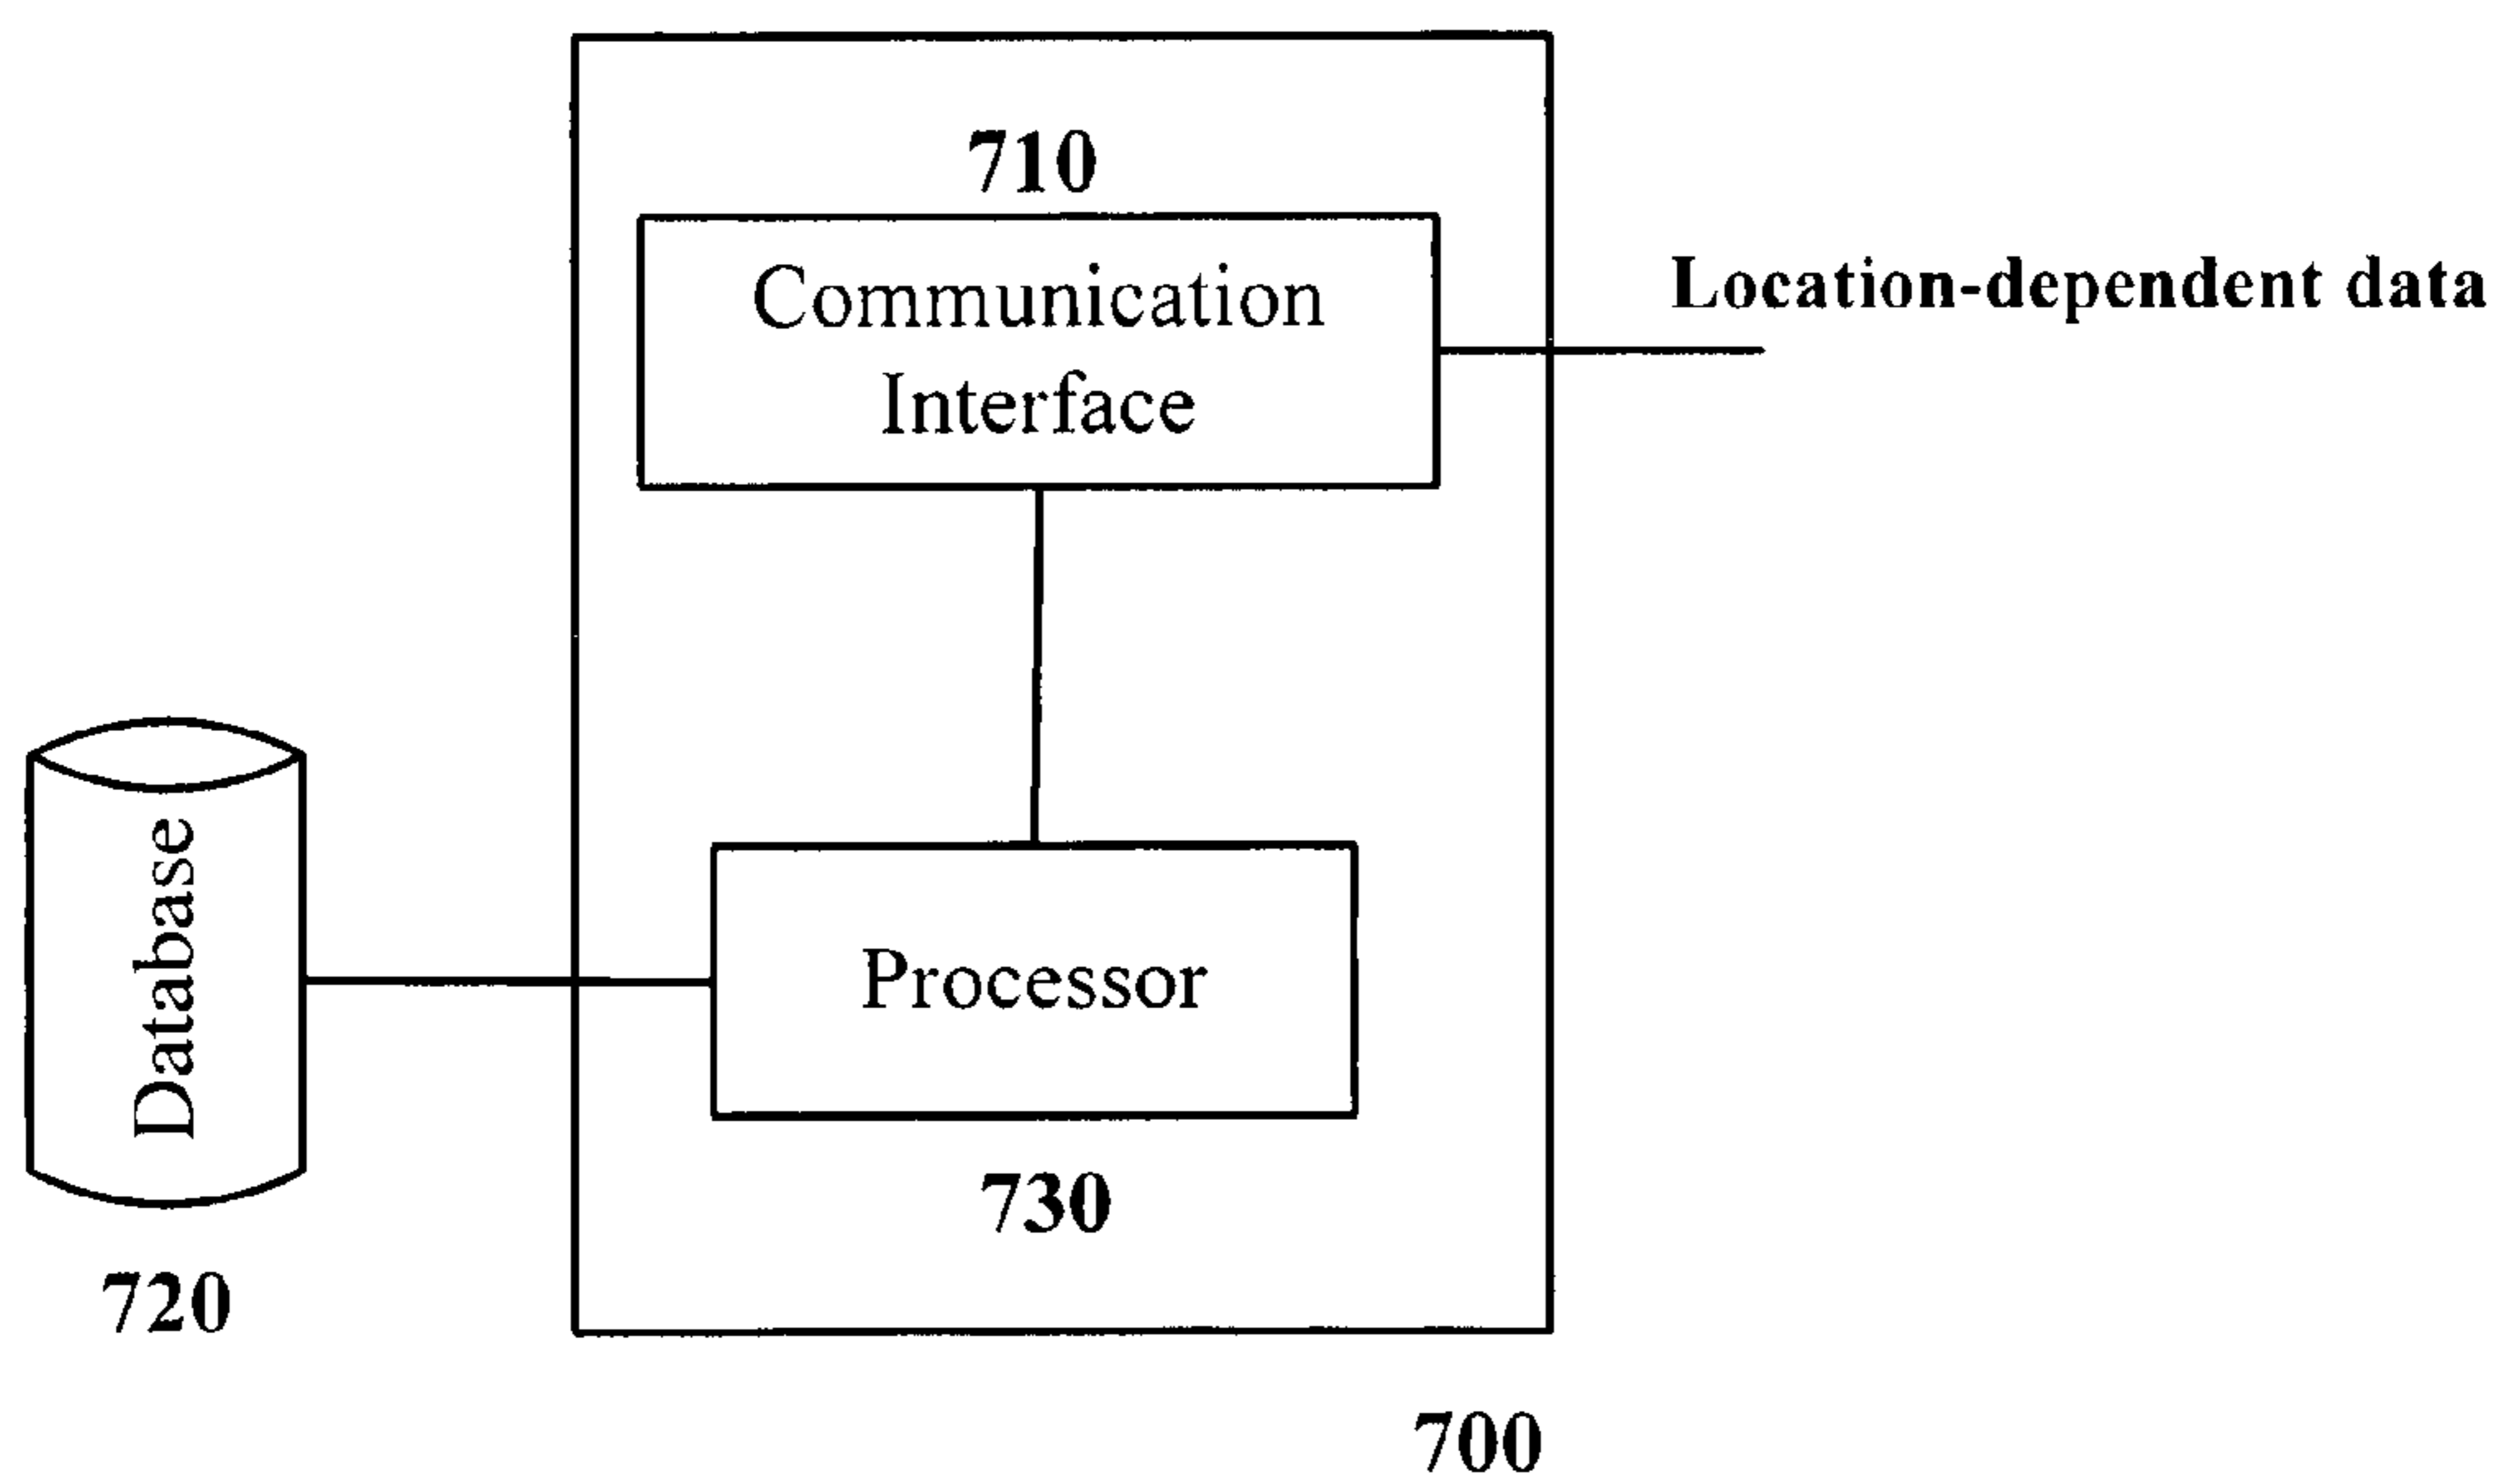 710
Communication
Interface
Location-dependent data
Database
Processor
730
720
700